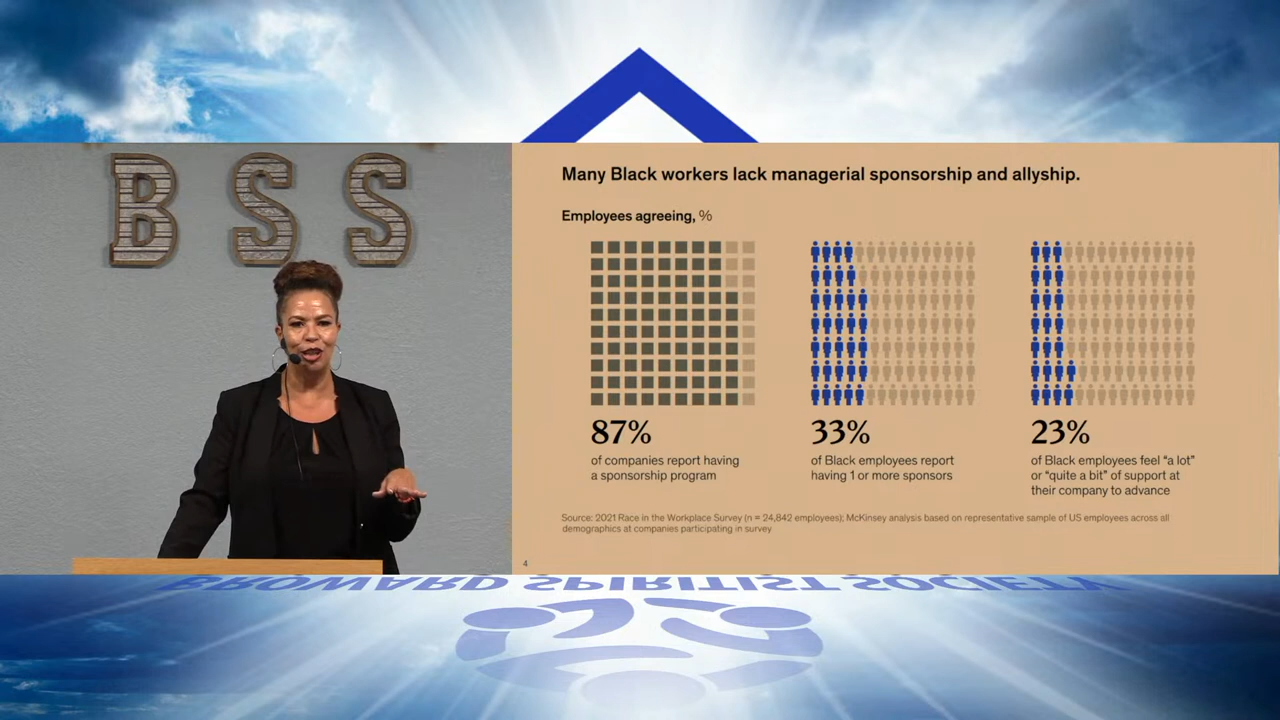 BSS
Many Black workers lack managerial sponsorship and allyship.
Employees agreeing, %
87%
of companies report having
a sponsorship program
33%
of Black employees report
having 1 or more sponsors
23%
of Black employees feel “a lot”
or “quite a bit” of support at
their company to advance
Source: 2021 Race in the Workplace Survey (n = 24,842 employees); McKinsey analysis based on representative sample of US employees across all
demographics at companies participating in survey
4
BROWARD SPIRITIST SOCIETY